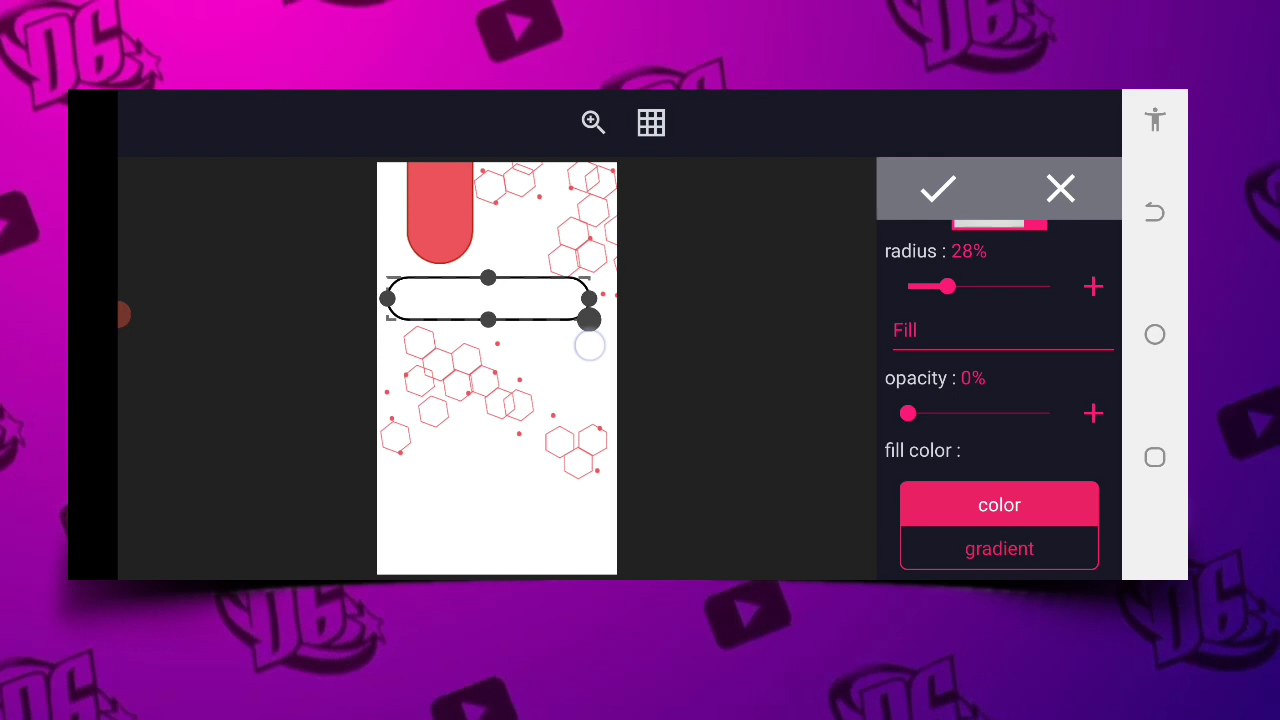 radius : 28%
Fill
opacity : 0%
fill color :
color
gradient